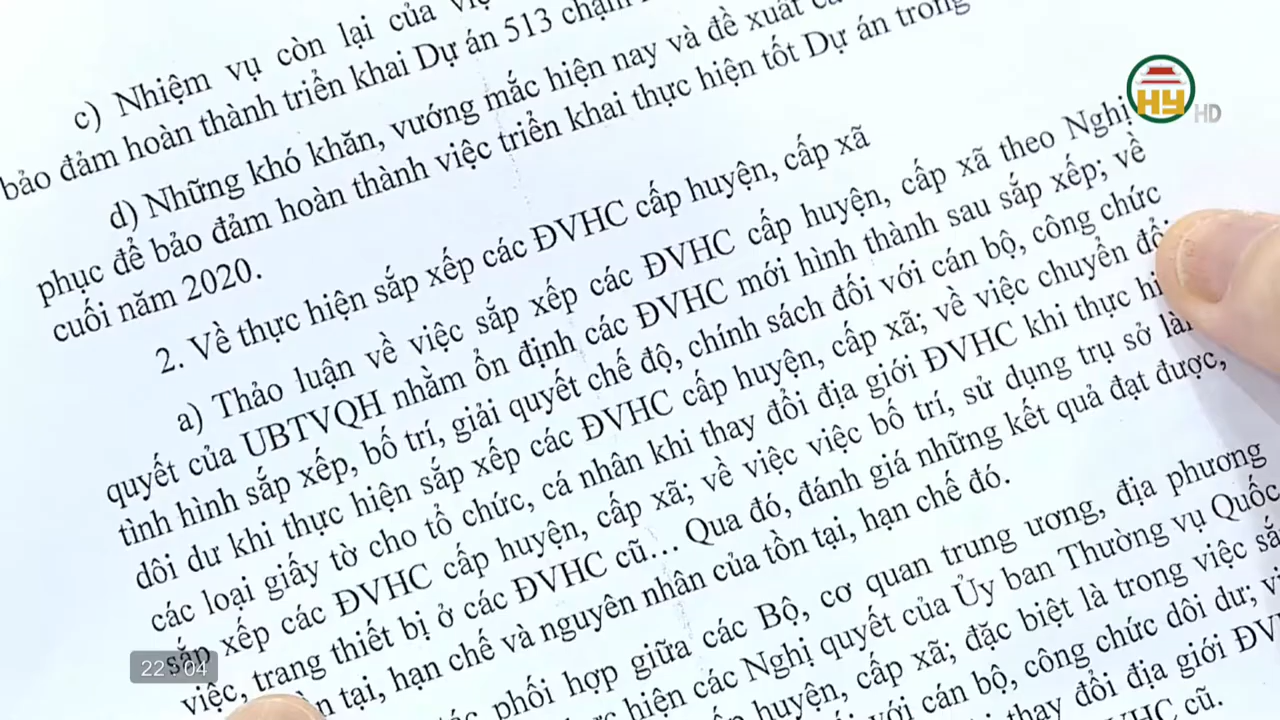 c) Nhiệm vụ còn lại của
bảo đảm hoàn thành triển khai Dự án 513
d) Những khó khăn, vướng mắc hiện nay và đề xuất
phục để bảo đảm hoàn thành việc triển khai thực hiện tốt Dự án trong
cuối năm 2020.
2. Về thực hiện sắp xếp các ĐVHC cấp huyện, cấp xã
a) Thảo luận về việc sắp xếp các ĐVHC cấp huyện, cấp xã theo Nghị
quyết của UBTVQH nhằm ổn định các ĐVHC mới hình thành sau sắp xếp; về
tình hình sắp xếp, bố trí, giải quyết chế độ, chính sách đối với cán bộ, công chức
dôi dư khi thực hiện sắp xếp các ĐVHC cấp huyện, cấp xã; về việc chuyển
các loại giấy tờ cho tổ chức, cá nhân khi thay đổi địa giới ĐVHC khi thực
sắp xếp các ĐVHC cấp huyện, cấp xã; về việc việc bố trí, sử dụng trụ sở
việc, trang thiết bị ở các ĐVHC cũ… Qua đó, đánh giá những kết quả đạt được,
tại, hạn chế và nguyên nhân của tồn tại, hạn chế đó.
phối hợp giữa các Bộ, cơ quan trung ương, địa phương
hiện các Nghị quyết của Ủy ban Thường vụ Quốc
huyện, cấp xã; đặc biệt là trong việc
với cán bộ, công chức dôi dư;
thay đổi địa giới
cũ.
HY HD
22 04